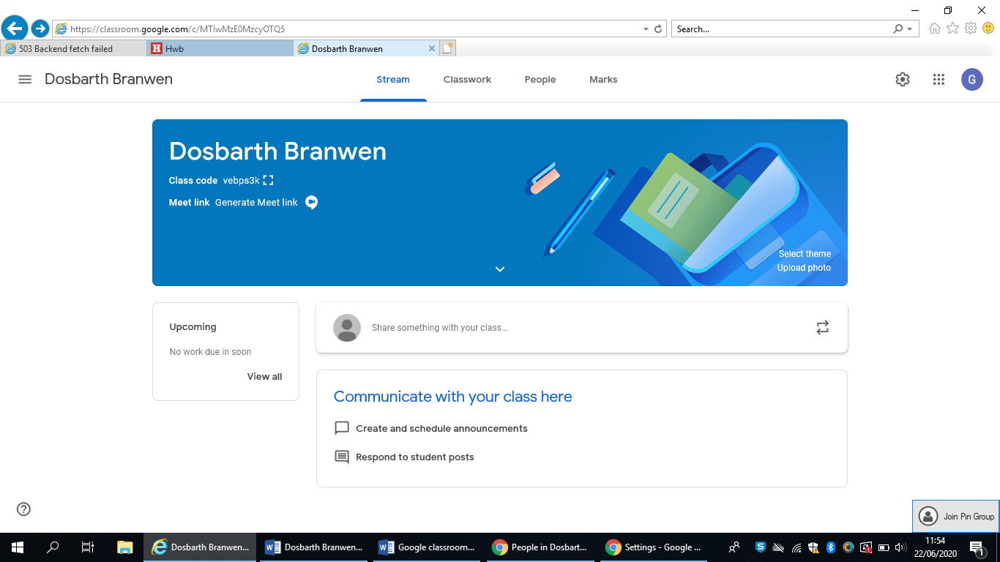 https://classroom.google.com/c/MTIwMzE0MzcyOTQ5
Search...
503 Backend fetch failed
H Hwb
Dosbarth Branwen
Dosbarth Branwen
Stream
Classwork
People
Marks
G
Dosbarth Branwen
Class code vebps3k
Meet link Generate Meet link
Select theme
Upload photo
Upcoming
No work due in soon
View all
Share something with your class…
Communicate with your class here
Create and schedule announcements
Respond to student posts
Join Pin Group
Dosbarth Branwen...
Dosbarth Branwen...
Google classroom...
People in Dosbart...
Settings - Google ...
11:54
22/06/2020
1